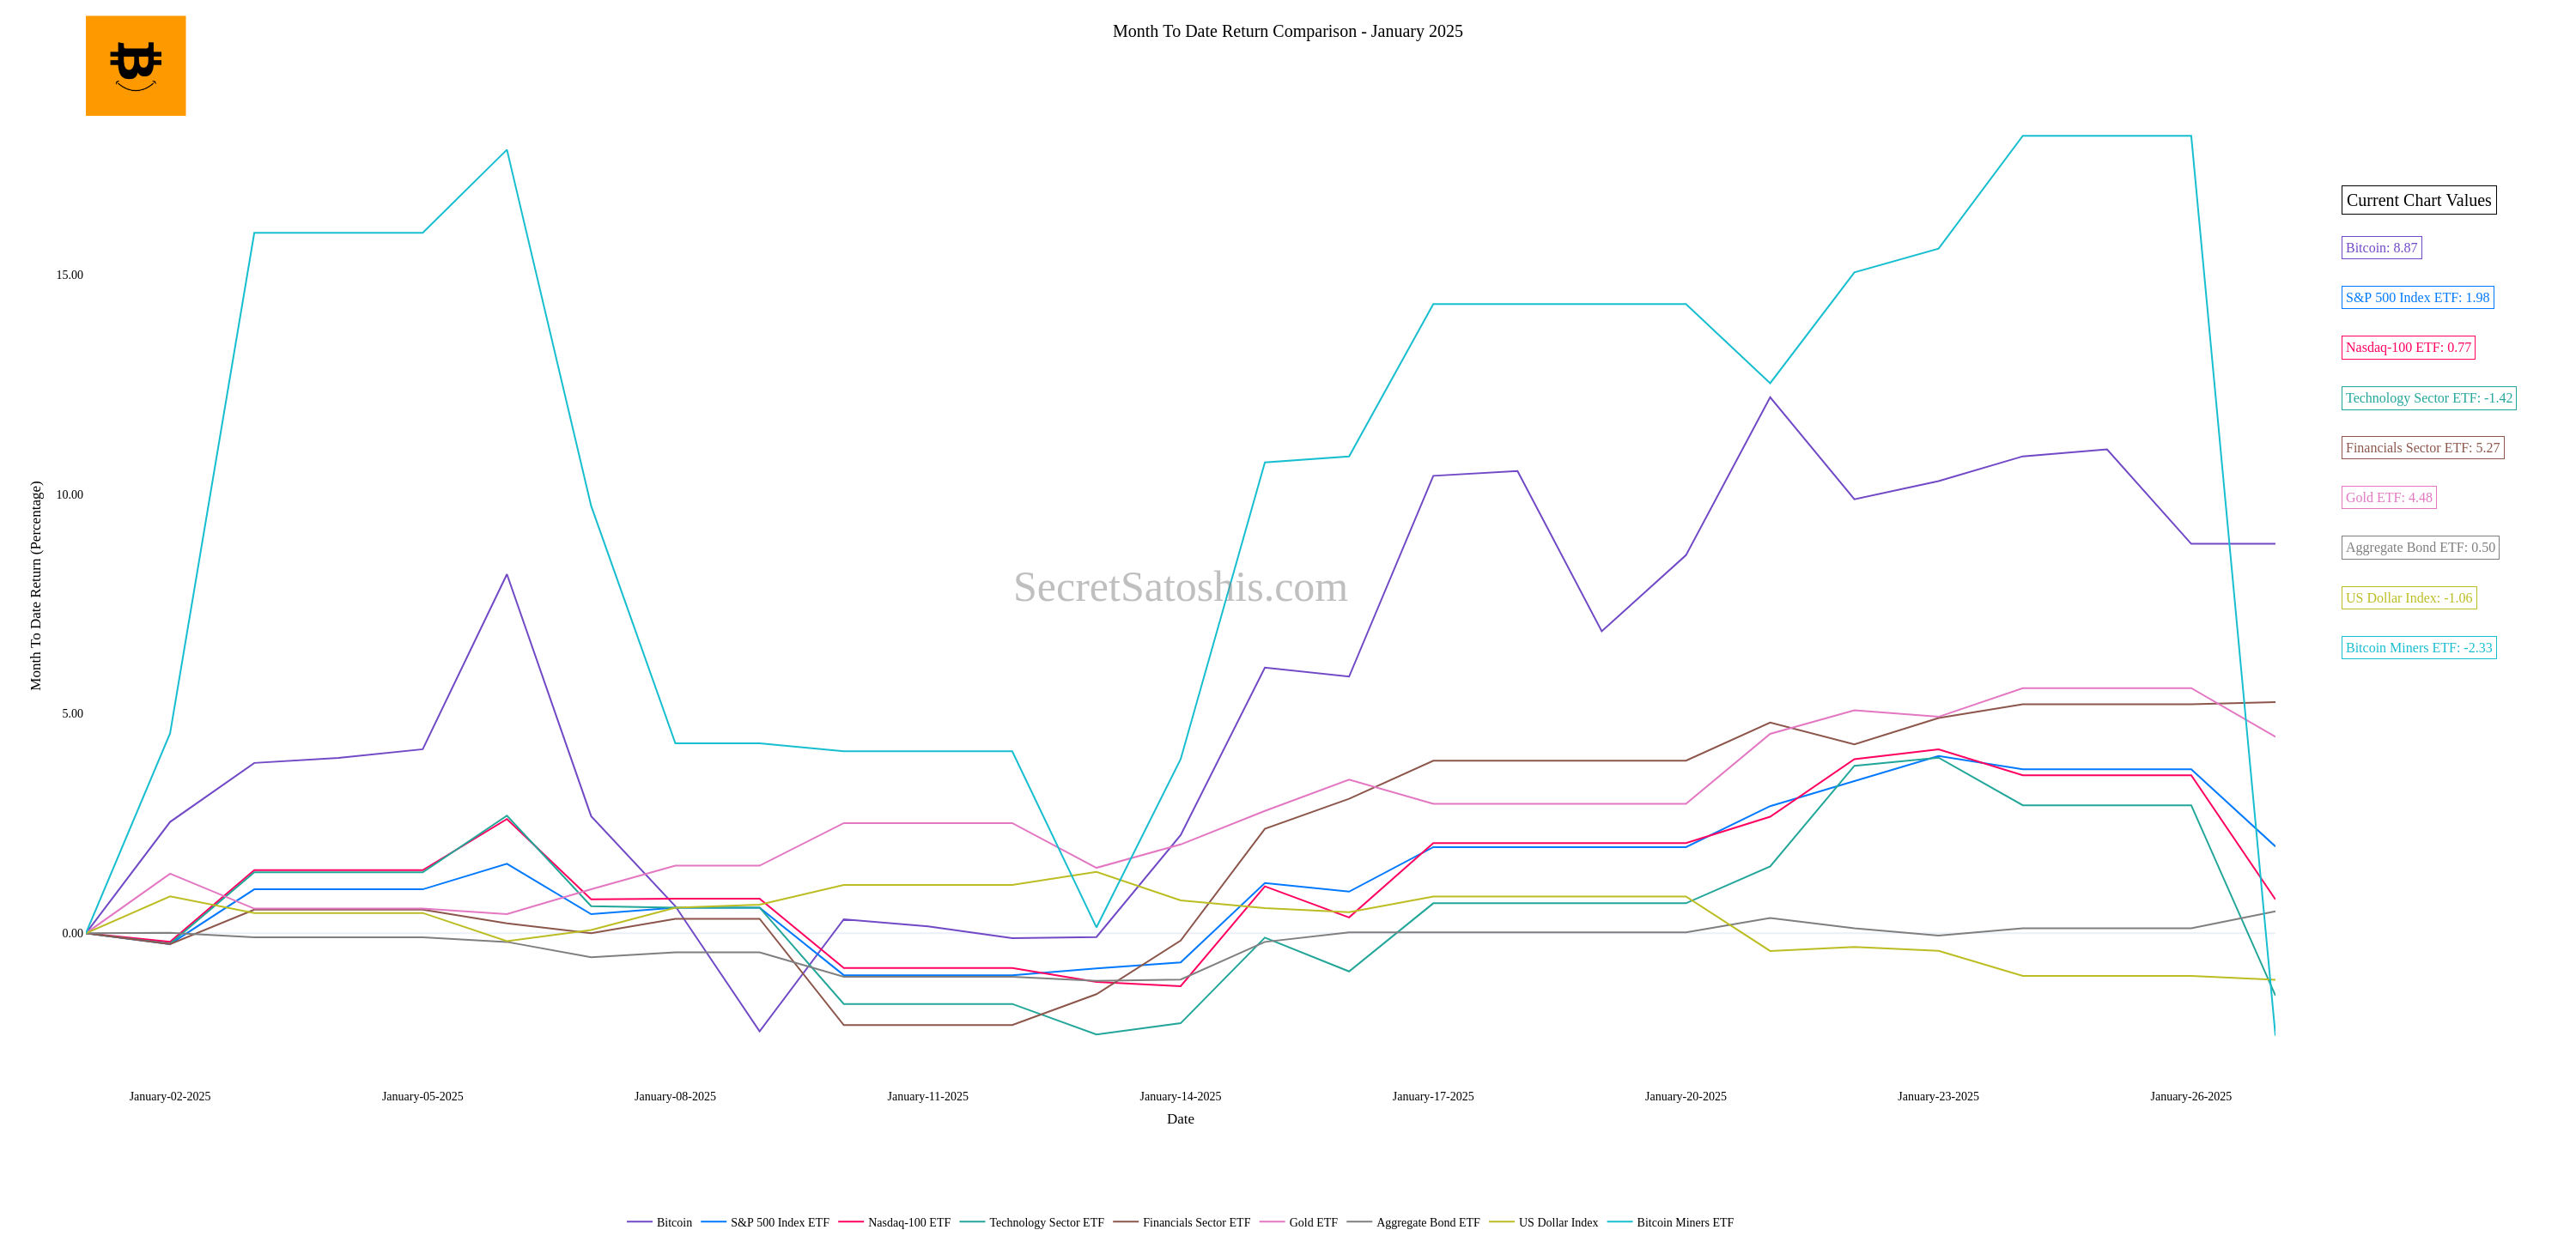 Month To Date Return Comparison - January 2025
Current Chart Values
Bitcoin: 8.87
S&P 500 Index ETF: 1.98
Nasdaq-100 ETF: 0.77
Technology Sector ETF: -1.42
Financials Sector ETF: 5.27
Gold ETF: 4.48
Aggregate Bond ETF: 0.50
US Dollar Index: -1.06
Bitcoin Miners ETF: -2.33
Month To Date Return (Percentage)
15.00
10.00
5.00
0.00
SecretSatoshis.com
January-02-2025 January-05-2025 January-08-2025 January-11-2025 January-14-2025 January-17-2025 January-20-2025 January-23-2025 January-26-2025
Date
Bitcoin S&P 500 Index ETF Nasdaq-100 ETF Technology Sector ETF Financials Sector ETF Gold ETF Aggregate Bond ETF US Dollar Index Bitcoin Miners ETF